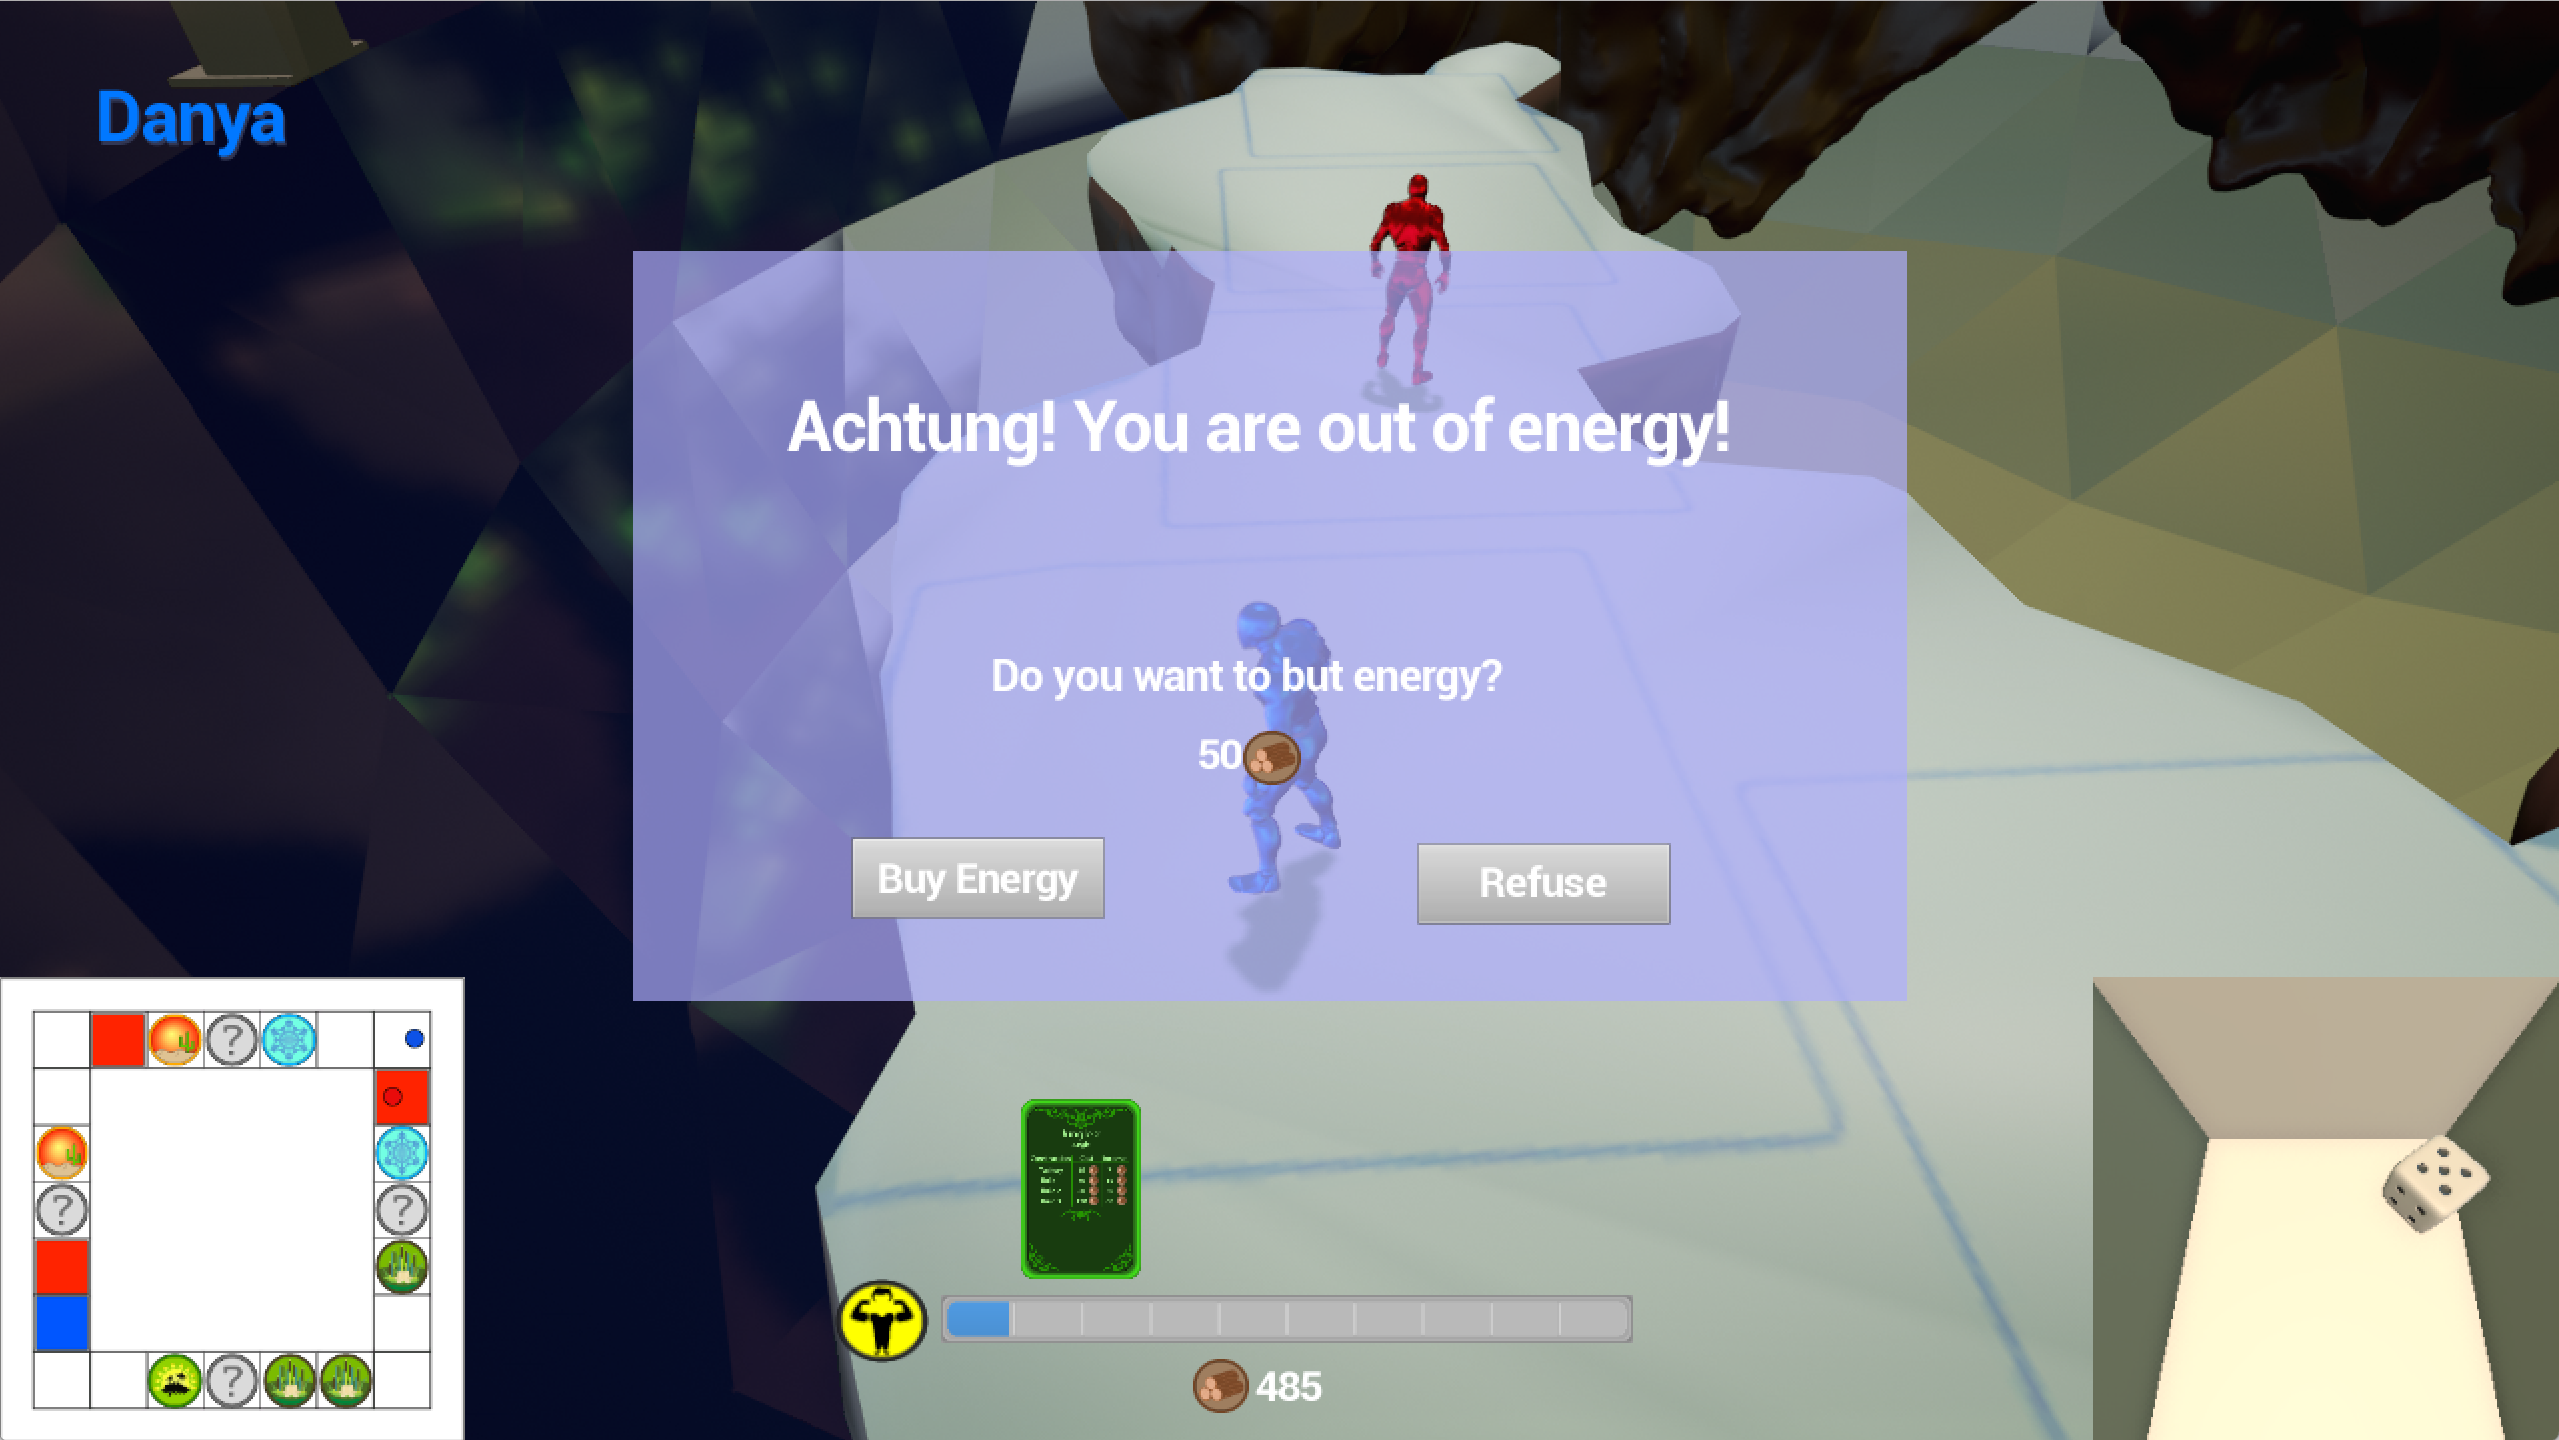 Danya
Achtung! You are out of energy!
Do you want to but energy?
50
Buy Energy
Refuse
?
?
?
?
485